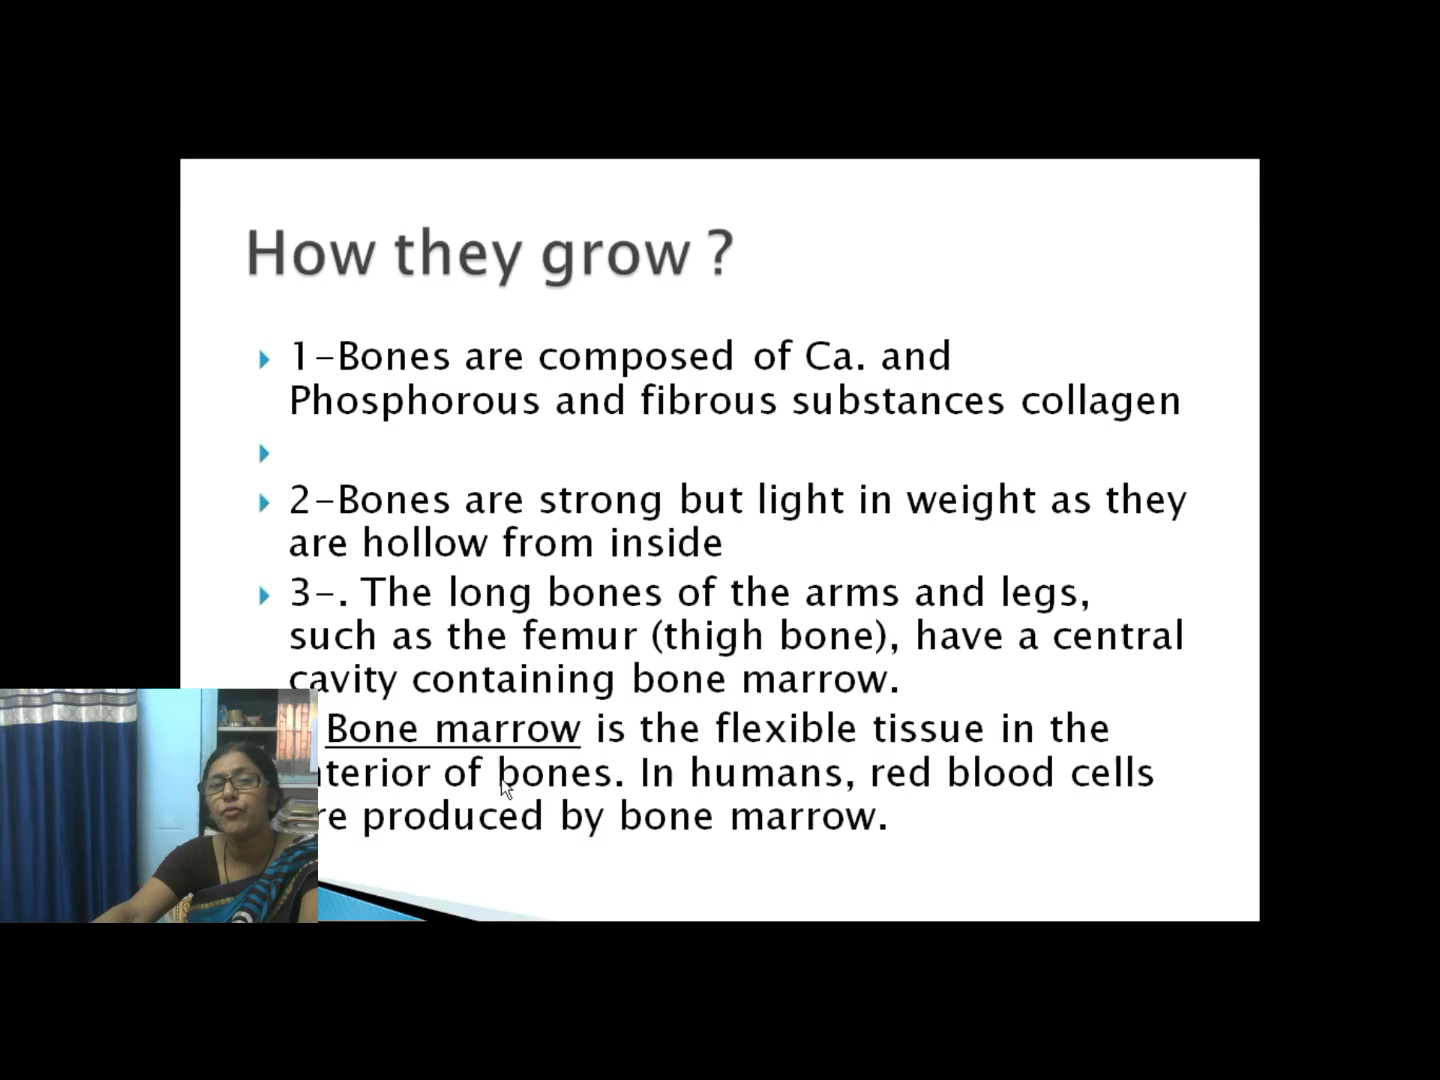 How they grow ?
1-Bones are composed of Ca. and
Phosphorous and fibrous substances collagen
2-Bones are strong but light in weight as they
are hollow from inside
3-. The long bones of the arms and legs,
such as the femur (thigh bone), have a central
cavity containing bone marrow.
Bone marrow is the flexible tissue in the
nterior of bones. In humans, red blood cells
re produced by bone marrow.